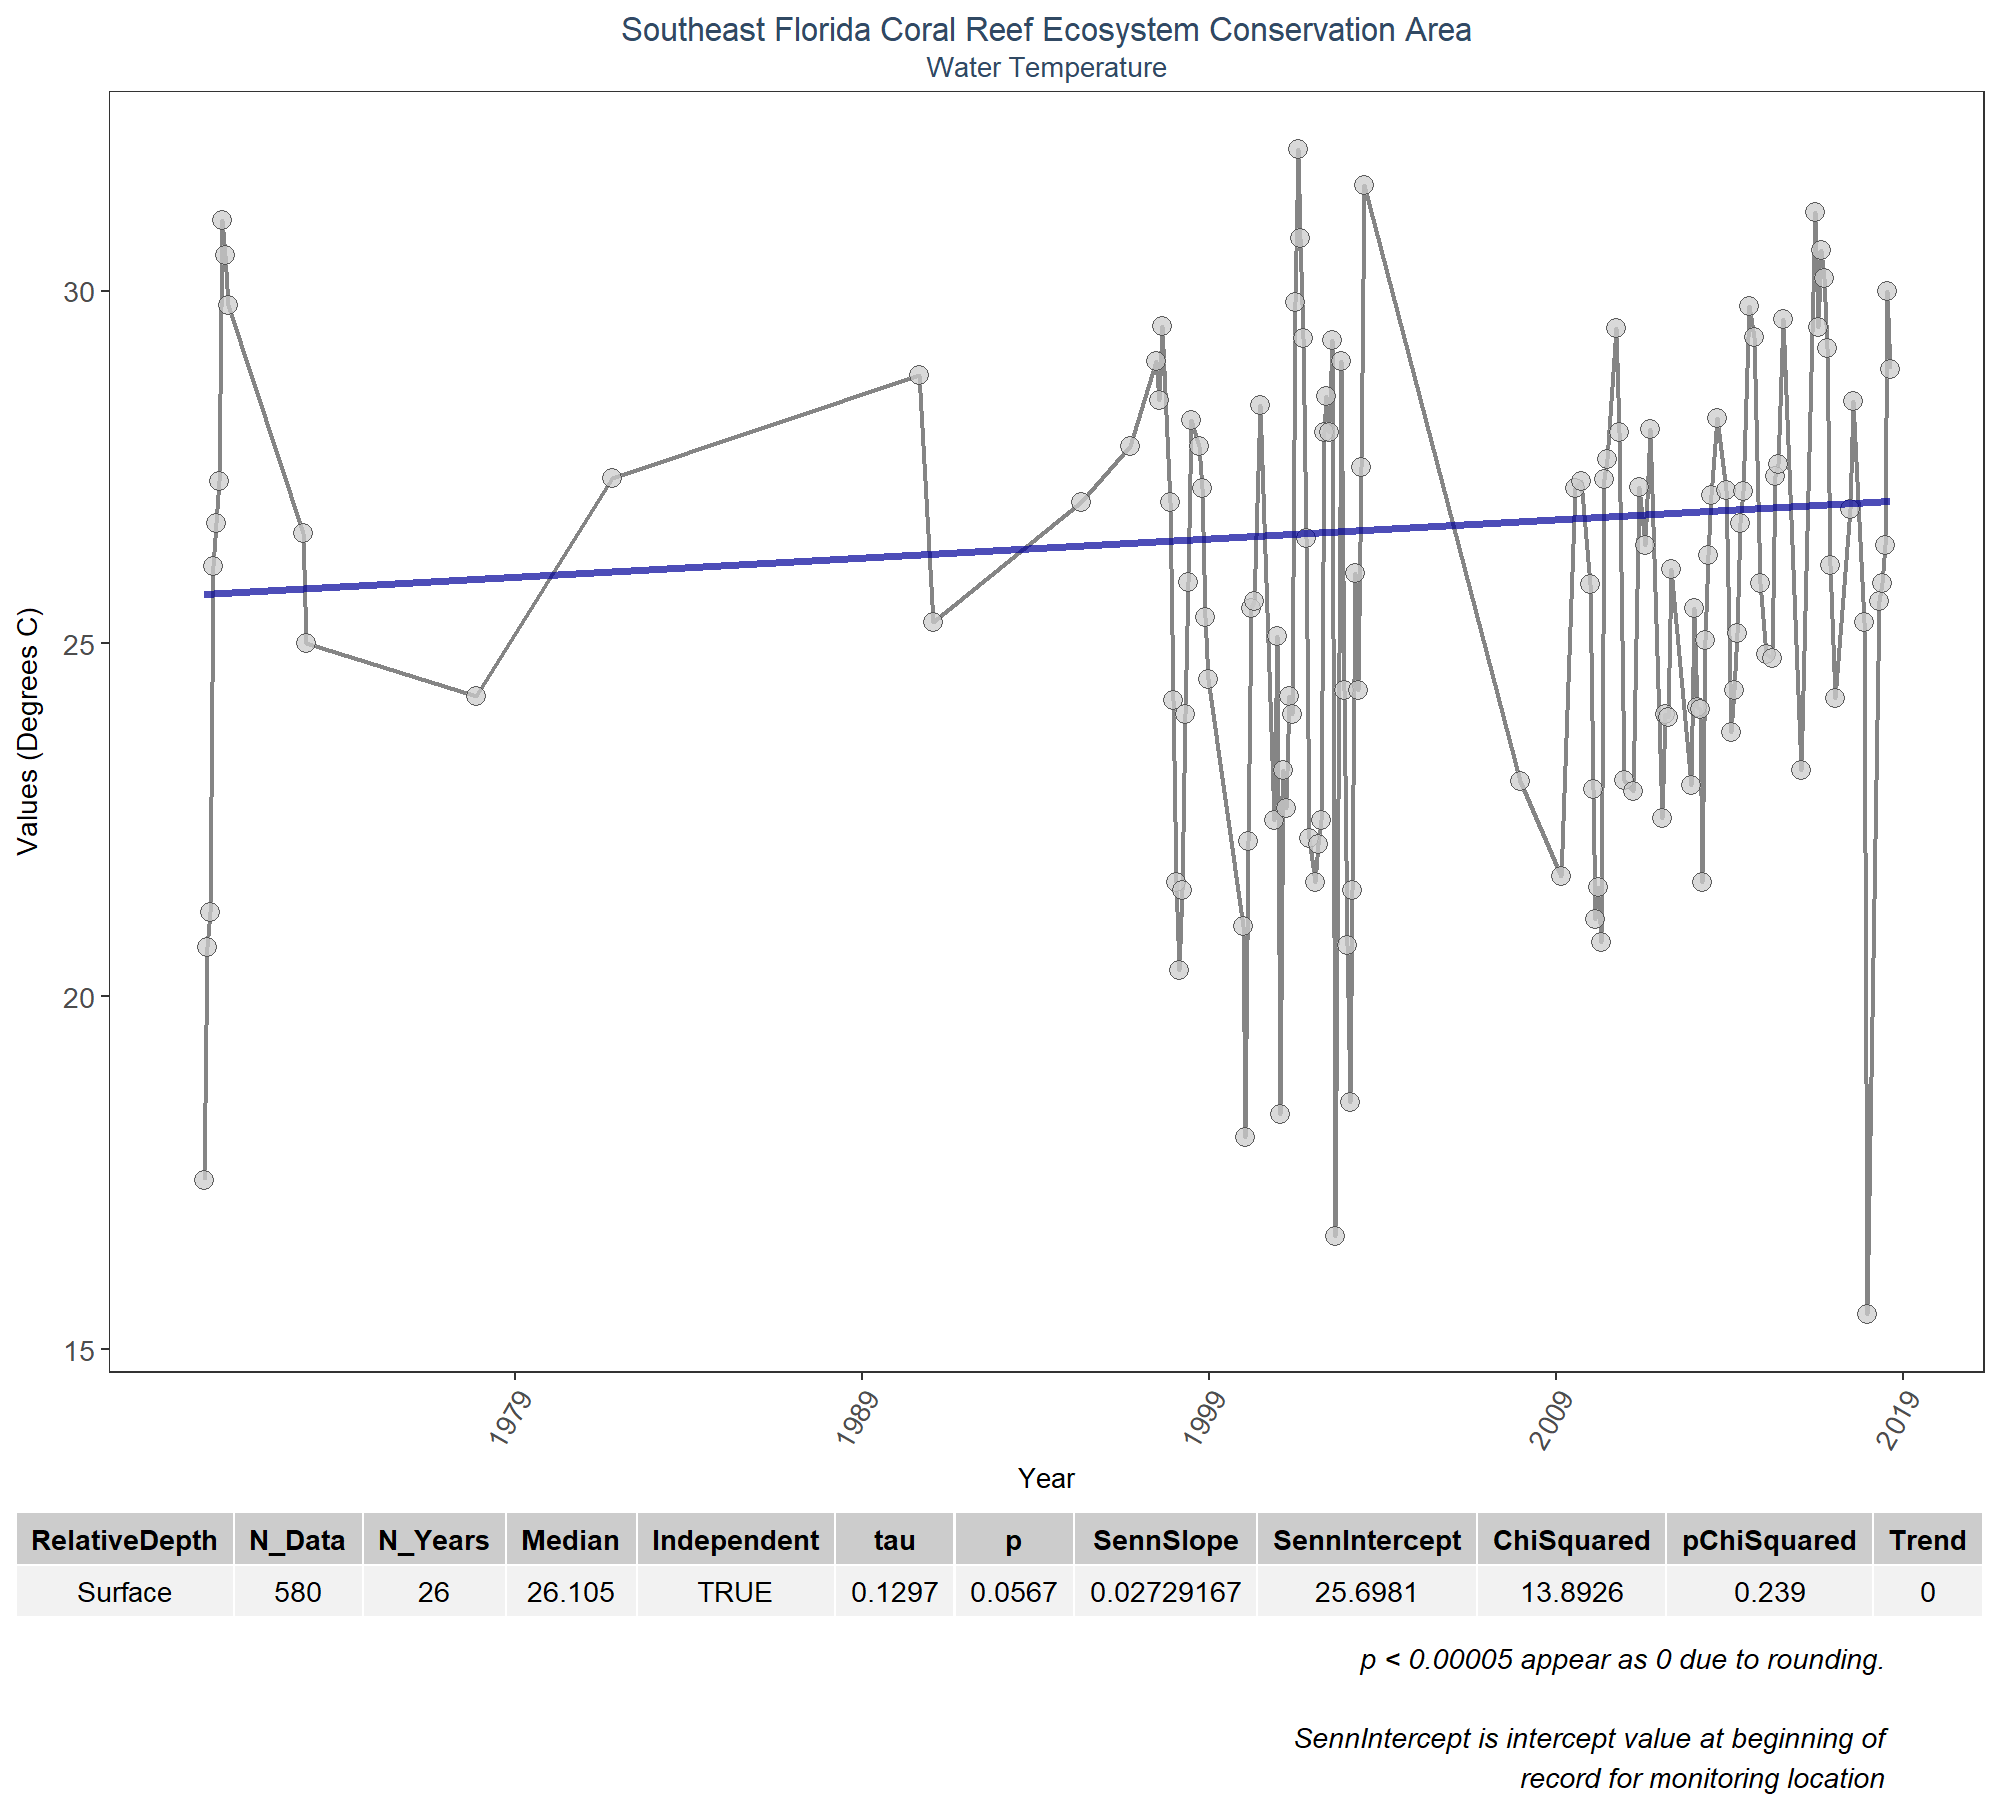 Southeast Florida Coral Reef Ecosystem Conservation Area
Water Temperature
Values (Degrees C)
30
25
20
15
1979
1989
1999
2009
2019
Year
RelativeDepth N_Data N_Years Median Independent tau p SennSlope SennIntercept ChiSquared pChiSquared Trend
Surface 580 26 26.105 TRUE 0.1297 0.0567 0.02729167 25.6981 13.8926 0.239 0
p < 0.00005 appear as 0 due to rounding.
SennIntercept is intercept value at beginning of
record for monitoring location